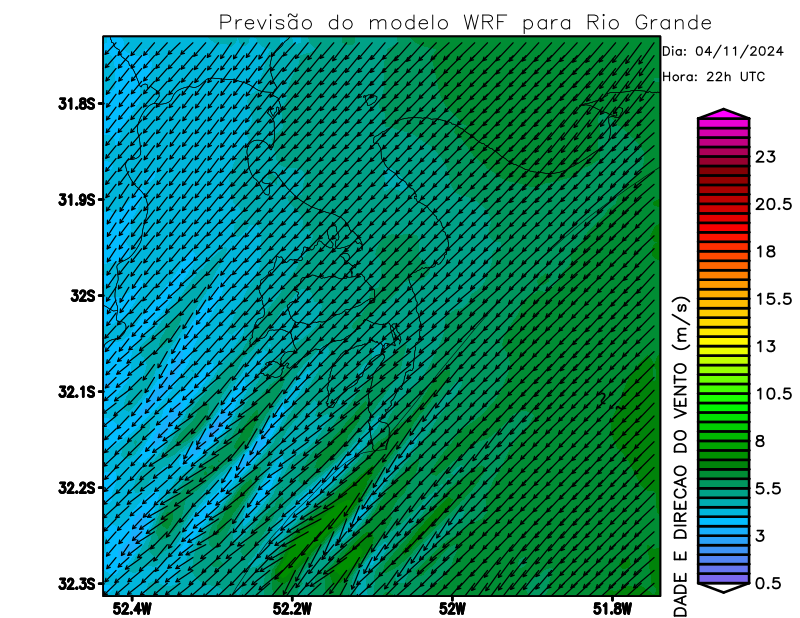 Previsão do modelo WRF para Rio Grande
Dia: 04/11/2024
Hora: 22h UTC
31.8S
31.9S
32S
32.1S
32.2S
32.3S
52.4W
52.2W
52W
51.8W
23
20.5
18
15.5
13
10.5
8
5.5
3
0.5
DADE E DIRECAO DO VENTO (m/s)